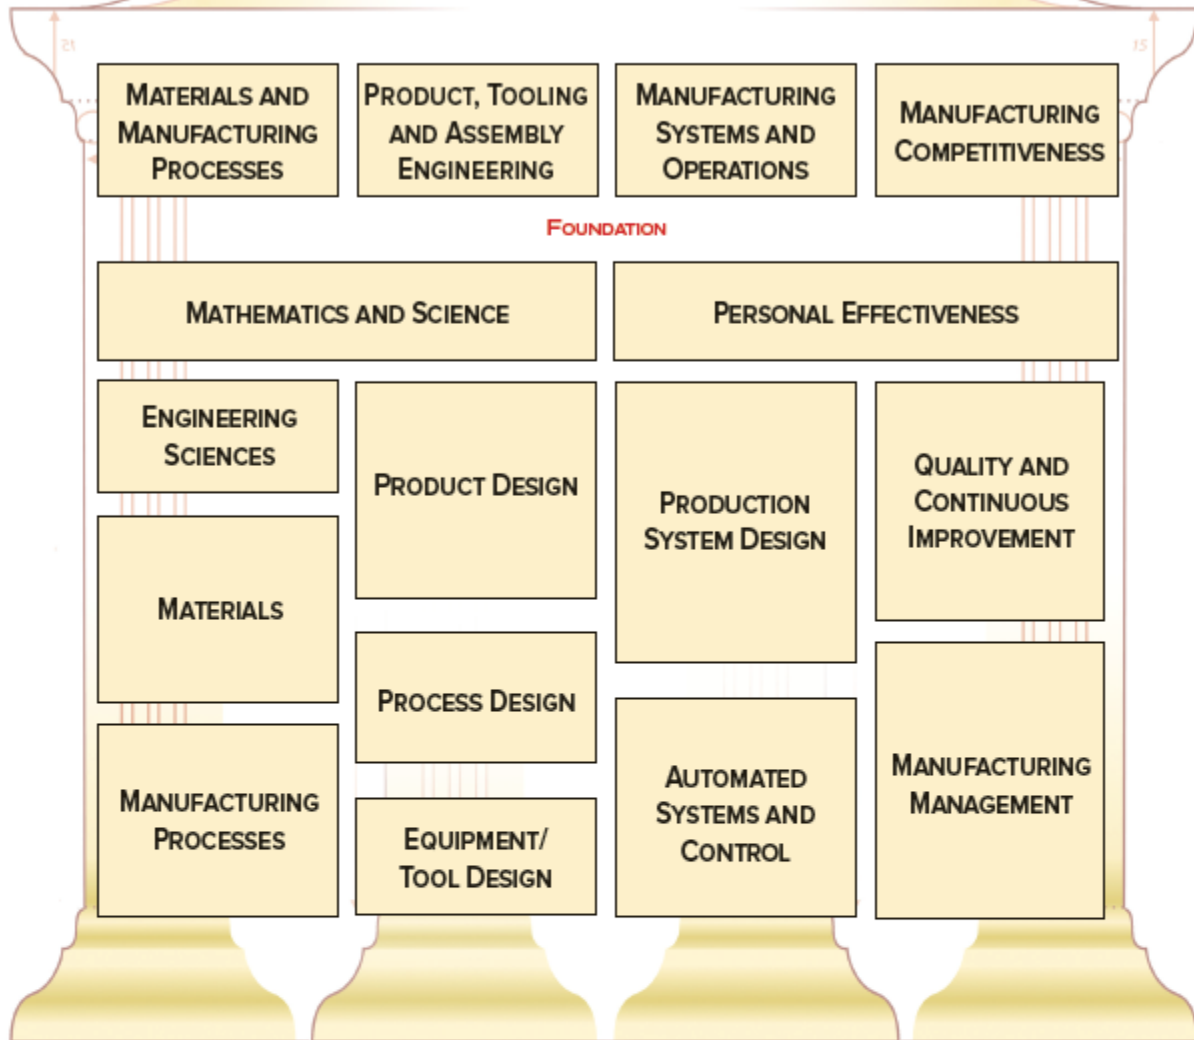 MATERIALS AND
MANUFACTURING
PROCESSES
PRODUCT, TOOLING
AND ASSEMBLY
ENGINEERING
MANUFACTURING
SYSTEMS AND
OPERATIONS
MANUFACTURING
COMPETITIVENESS
FOUNDATION
MATHEMATICS AND SCIENCE
PERSONAL EFFECTIVENESS
ENGINEERING
SCIENCES
MATERIALS
MANUFACTURING
PROCESSES
PRODUCT DESIGN
PROCESS DESIGN
EQUIPMENT/
TOOL DESIGN
PRODUCTION
SYSTEM DESIGN
AUTOMATED
SYSTEMS AND
CONTROL
QUALITY AND
CONTINUOUS
IMPROVEMENT
MANUFACTURING
MANAGEMENT